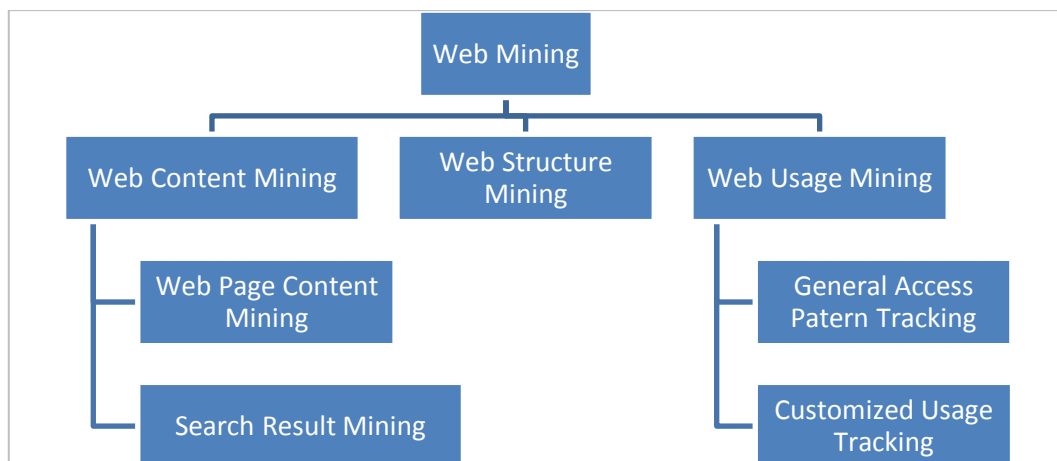 Web Mining
Web Content Mining
Web Structure
Mining
Web Usage Mining
Web Page Content
Mining
General Access
Patern Tracking
Search Result Mining
Customized Usage
Tracking